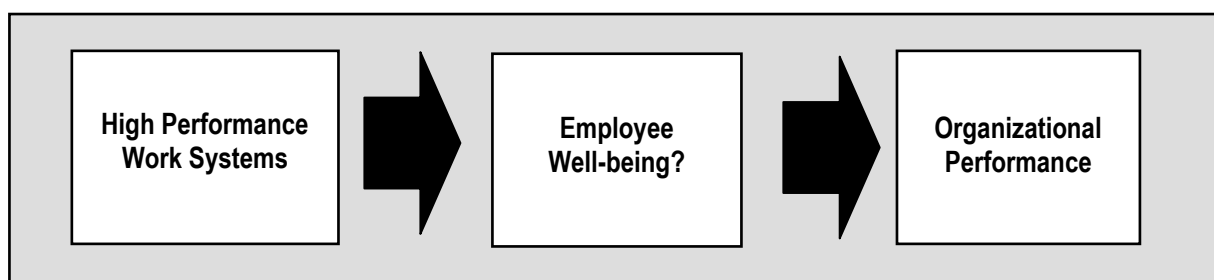 High Performance
Work Systems
Employee
Well-being?
Organizational
Performance